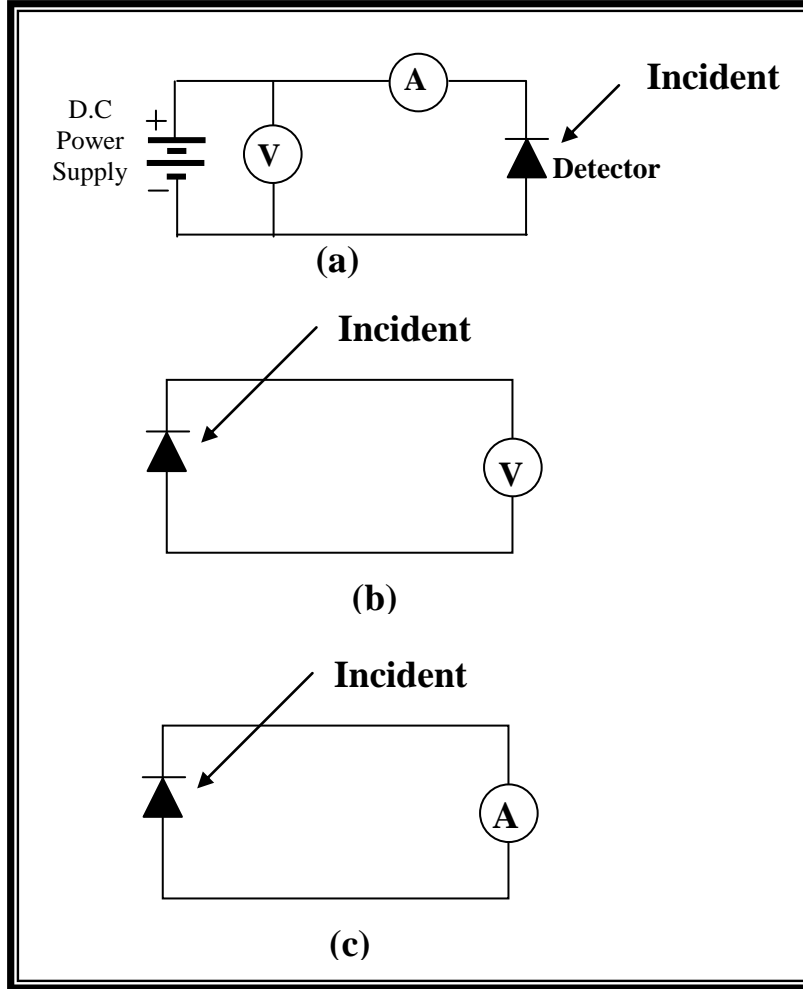 A
Incident
D.C
Power
Supply
+
−
V
Detector
(a)
Incident
V
(b)
Incident
A
(c)